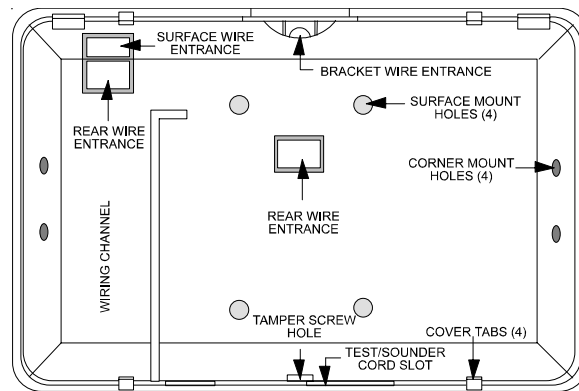 SURFACE WIRE
ENTRANCE
BRACKET WIRE ENTRANCE
SURFACE MOUNT
HOLES (4)
REAR WIRE
ENTRANCE
CORNER MOUNT
HOLES (4)
REAR WIRE
ENTRANCE
WIRING CHANNEL
TAMPER SCREW
HOLE
COVER TABS (4)
TEST/SOUNDER
CORD SLOT